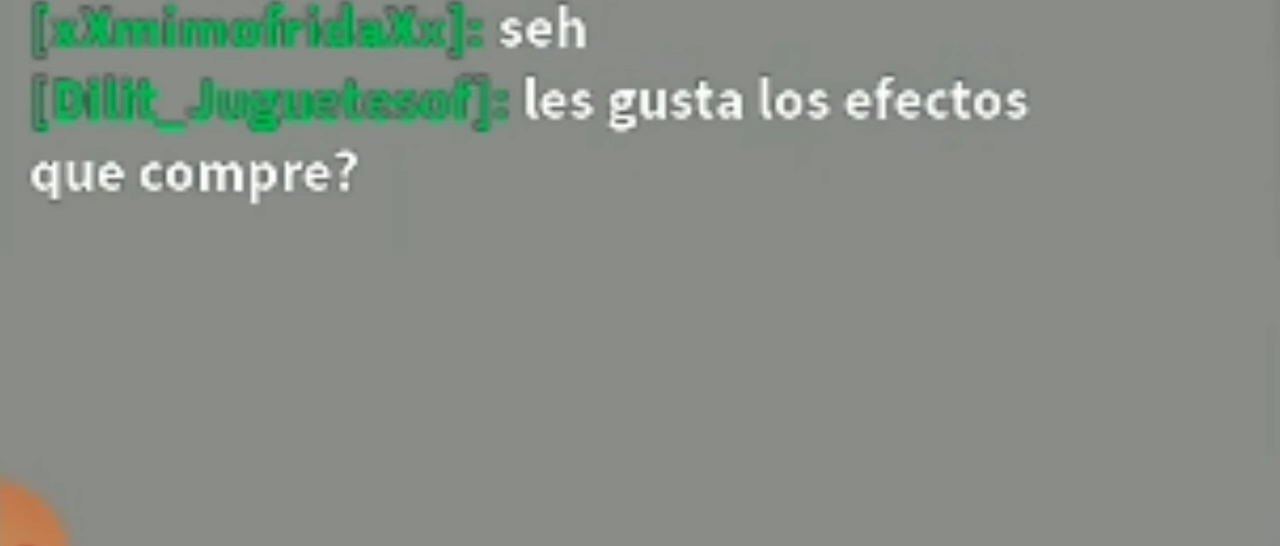 [xXmimofridaXx]: seh
[Dilit_Juguetesof]: les gusta los efectos
que compre?